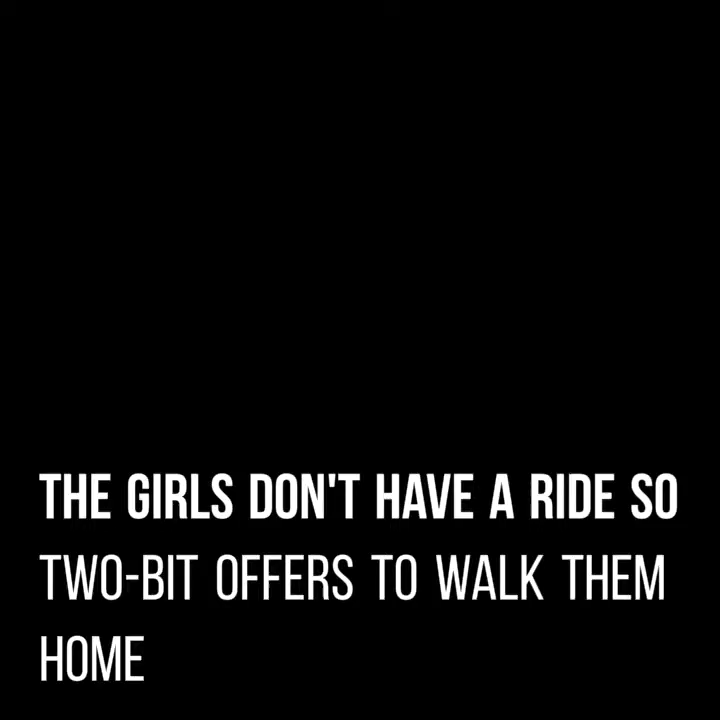 THE GIRLS DON'T HAVE A RIDE SO
TWO-BIT OFFERS TO WALK THEM
HOME